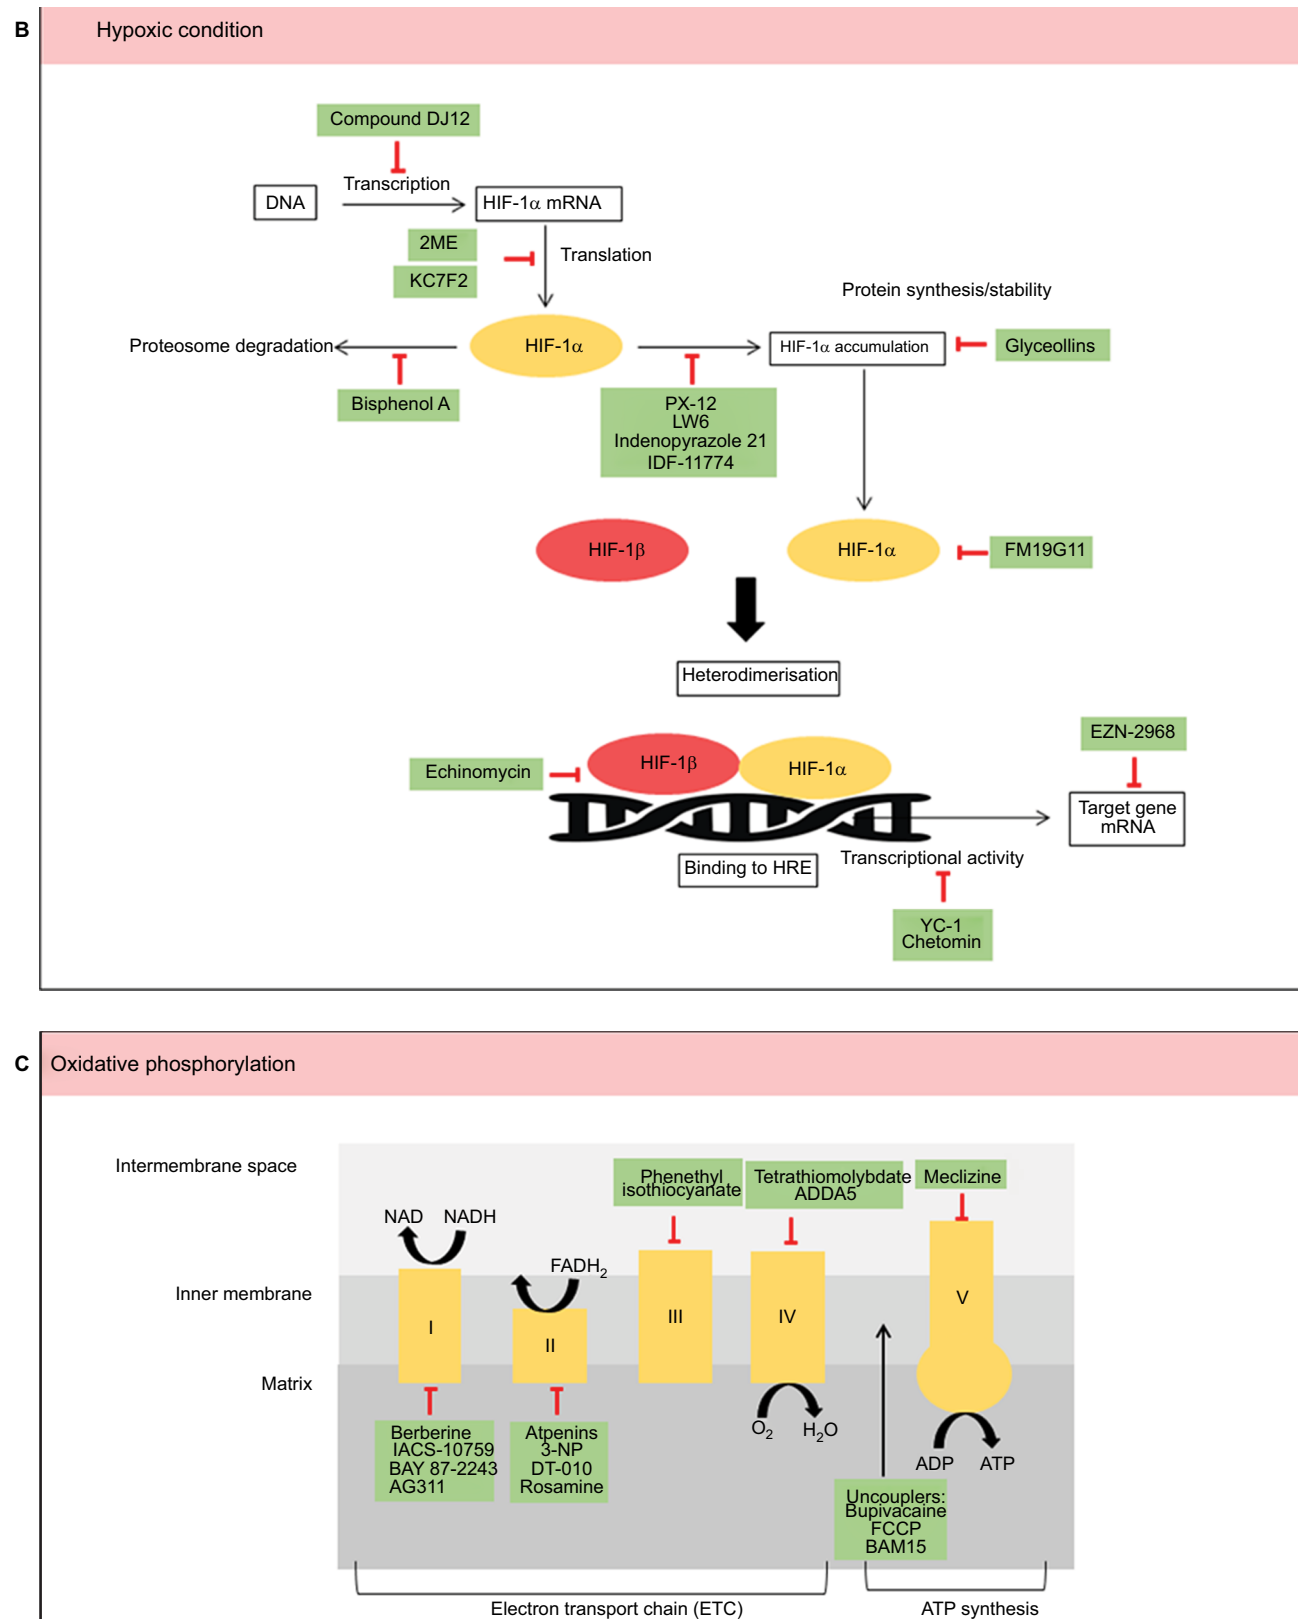 B
Hypoxic condition
Compound DJ12
Transcription
DNA
HIF-1α mRNA
2ME
KC7F2
Translation
Protein synthesis/stability
Proteosome degradation
HIF-1α
HIF-1α accumulation
Glyceollins
Bisphenol A
PX-12
LW6
Indenopyrazole 21
IDF-11774
HIF-1β
HIF-1α
FM19G11
Heterodimerisation
EZN-2968
Echinomycin
HIF-1β
HIF-1α
Target gene
mRNA
Binding to HRE
Transcriptional activity
YC-1
Chetomin
C
Oxidative phosphorylation
Intermembrane space
Phenethyl
isothiocyanate
Tetrathiomolybdate
ADDA5
Meclizine
NAD
NADH
FADH2
Inner membrane
I
II
III
IV
V
Matrix
Berberine
IACS-10759
BAY 87-2243
AG311
Atpenins
3-NP
DT-010
Rosamine
O2
H2O
ADP
ATP
Uncouplers:
Bupivacaine
FCCP
BAM15
Electron transport chain (ETC)
ATP synthesis